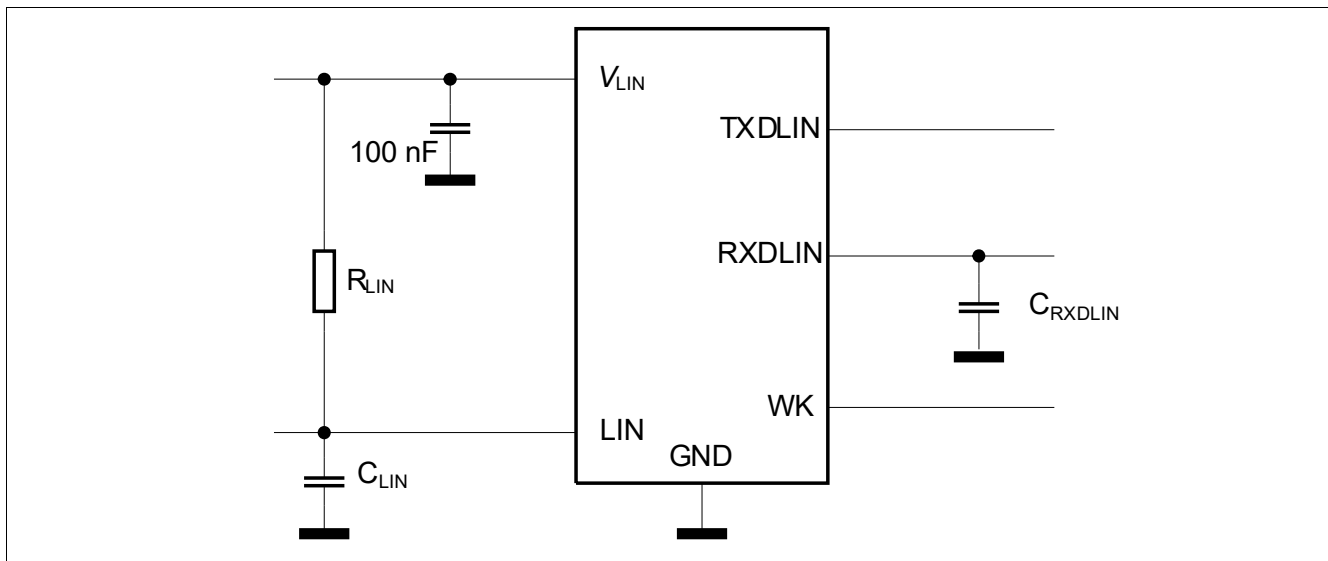 V_LIN
TXDLIN
100 nF
RXDLIN
R_LIN
C_RXDLIN
WK
LIN
GND
C_LIN